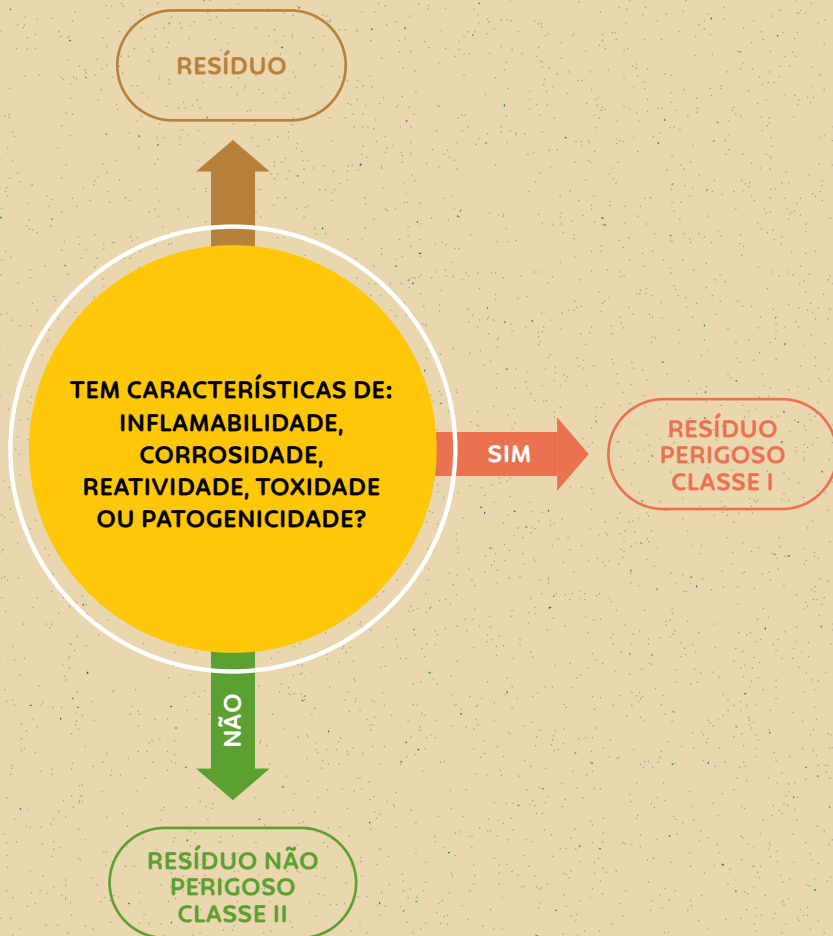 RESÍDUO
TEM CARACTERÍSTICAS DE:
INFLAMABILIDADE,
CORROSIDADE,
REATIVIDADE, TOXIDADE
OU PATOGENICIDADE?
SIM
RESÍDUO
PERIGOSO
CLASSE I
NÃO
RESÍDUO NÃO
PERIGOSO
CLASSE II